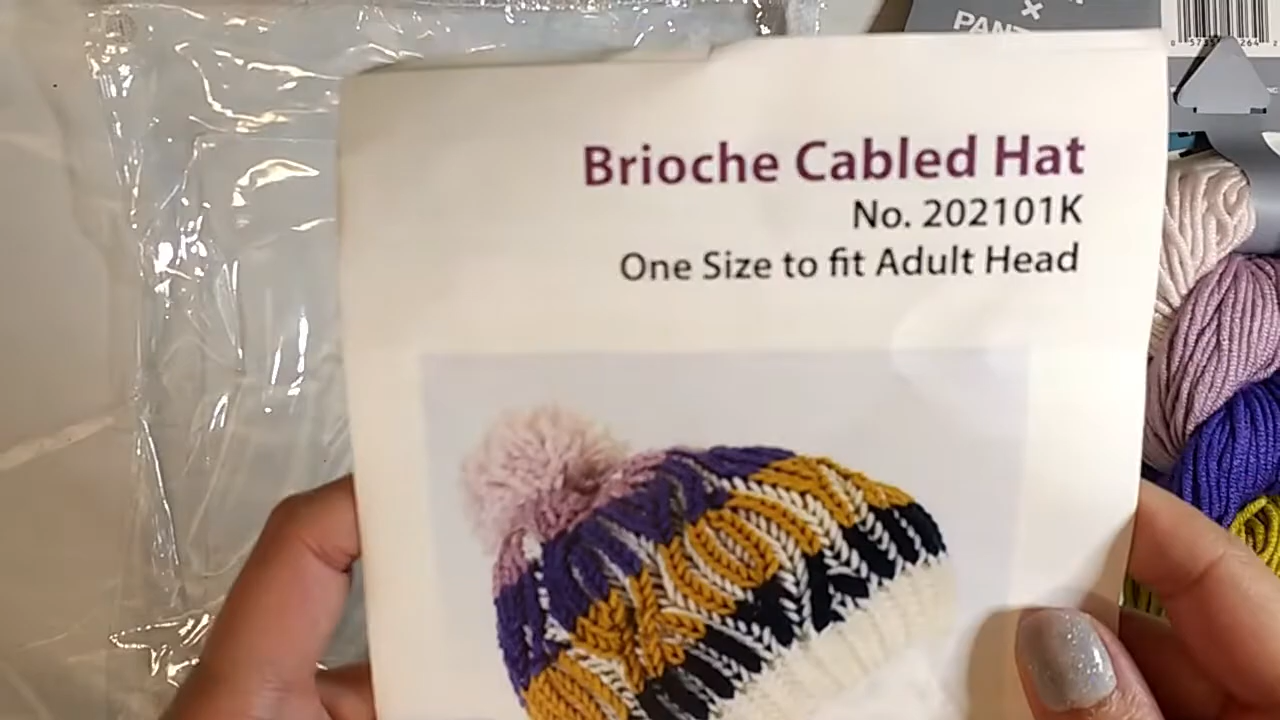 ×
Brioche Cabled Hat
No. 202101K
One Size to fit Adult Head